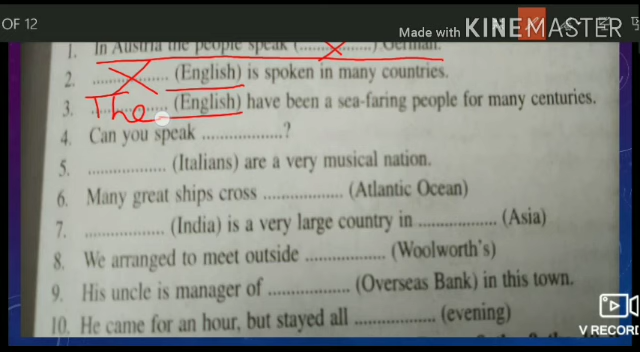 OF 12
Made with KINEMASTER
1. In Austria the people speak (....X....) German.
2. ....X.... (English) is spoken in many countries.
3. The (English) have been a sea-faring people for many centuries.
4. Can you speak ..................?
5. .................. (Italians) are a very musical nation.
6. Many great ships cross .................. (Atlantic Ocean)
7. .................. (India) is a very large country in .................. (Asia)
8. We arranged to meet outside .................. (Woolworth's)
9. His uncle is manager of .................. (Overseas Bank) in this town.
10. He came for an hour, but stayed all .................. (evening)
V RECOR